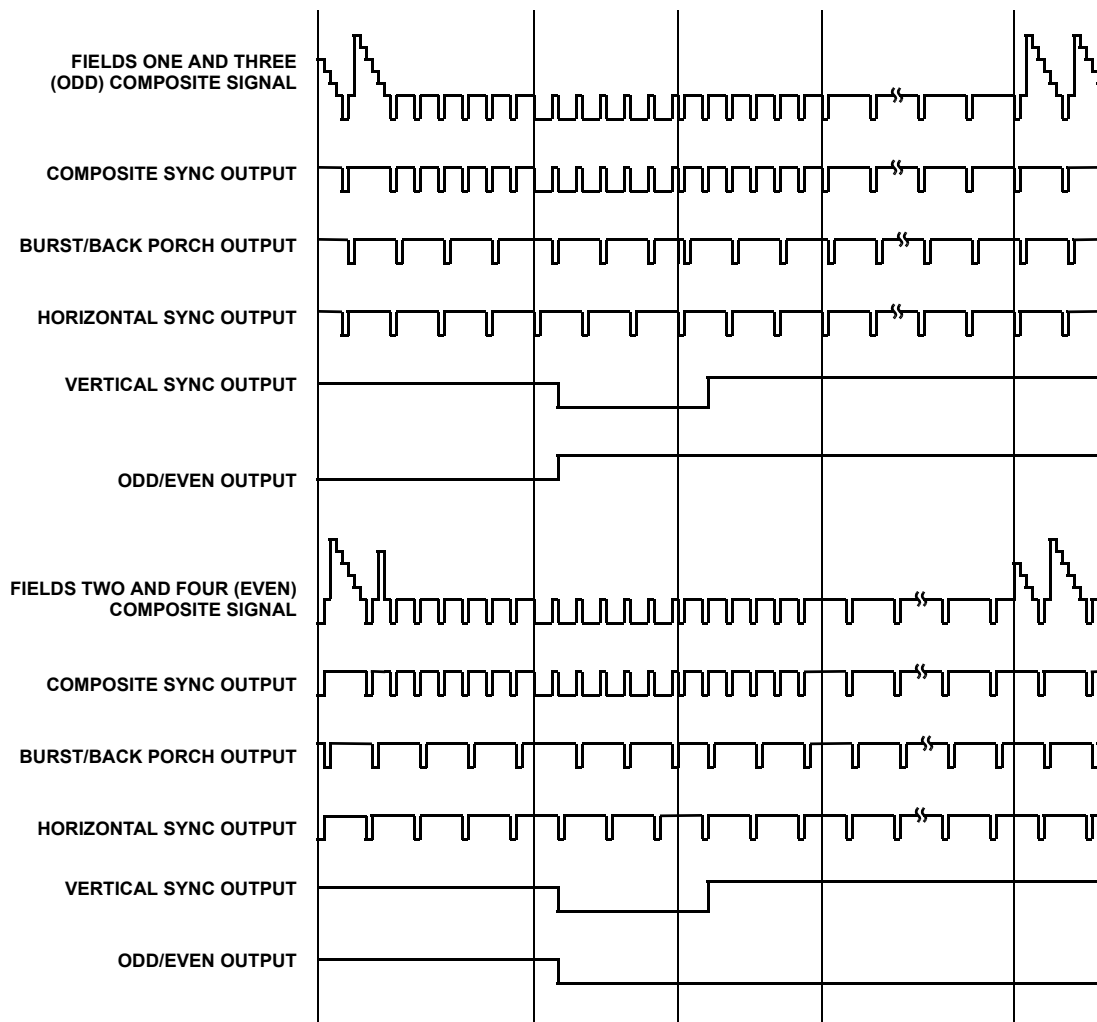 FIELDS ONE AND THREE
(ODD) COMPOSITE SIGNAL
COMPOSITE SYNC OUTPUT
BURST/BACK PORCH OUTPUT
HORIZONTAL SYNC OUTPUT
VERTICAL SYNC OUTPUT
ODD/EVEN OUTPUT
FIELDS TWO AND FOUR (EVEN)
COMPOSITE SIGNAL
COMPOSITE SYNC OUTPUT
BURST/BACK PORCH OUTPUT
HORIZONTAL SYNC OUTPUT
VERTICAL SYNC OUTPUT
ODD/EVEN OUTPUT